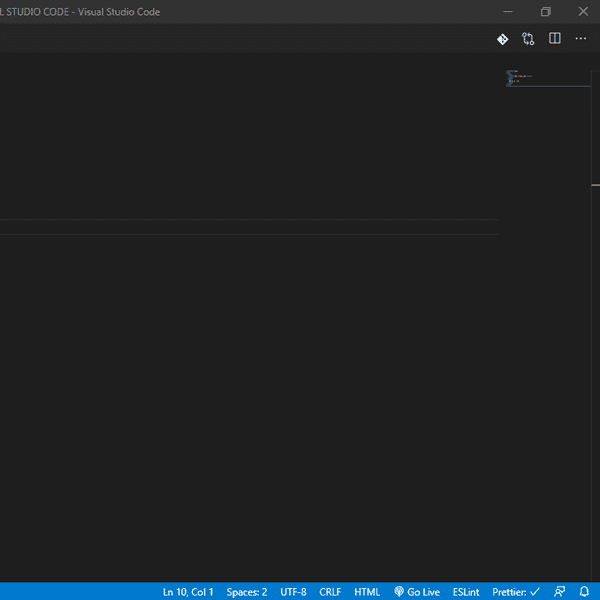 L STUDIO CODE - Visual Studio Code
Ln 10, Col 1 Spaces: 2 UTF-8 CRLF HTML Go Live ESLint Prettier: ✓